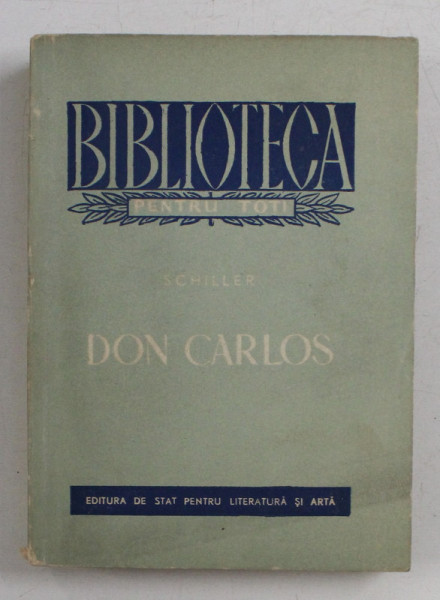 BIBLIOTECA
PENTRU TOȚI
SCHILLER
DON CARLOS
EDITURA DE STAT PENTRU LITERATURĂ ȘI ARTĂ